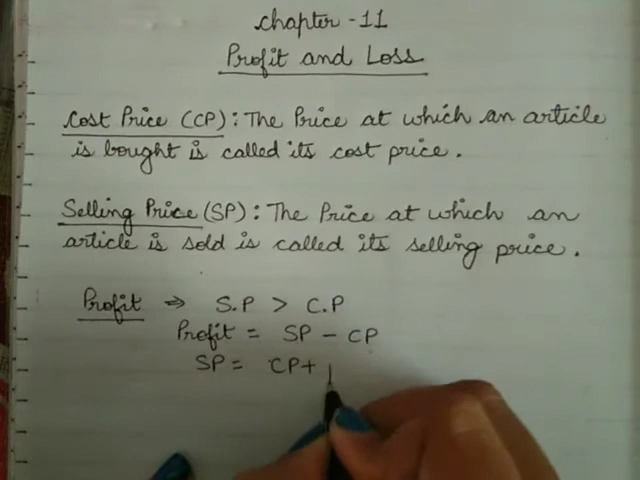 Chapter - 11
Profit and Loss
Cost Price (CP) : The Price at which an article
is bought is called its cost price.
Selling Price (SP) : The Price at which an
article is sold is called its selling price.
Profit ⇒ S.P > C.P
Profit = SP - CP
SP = CP +